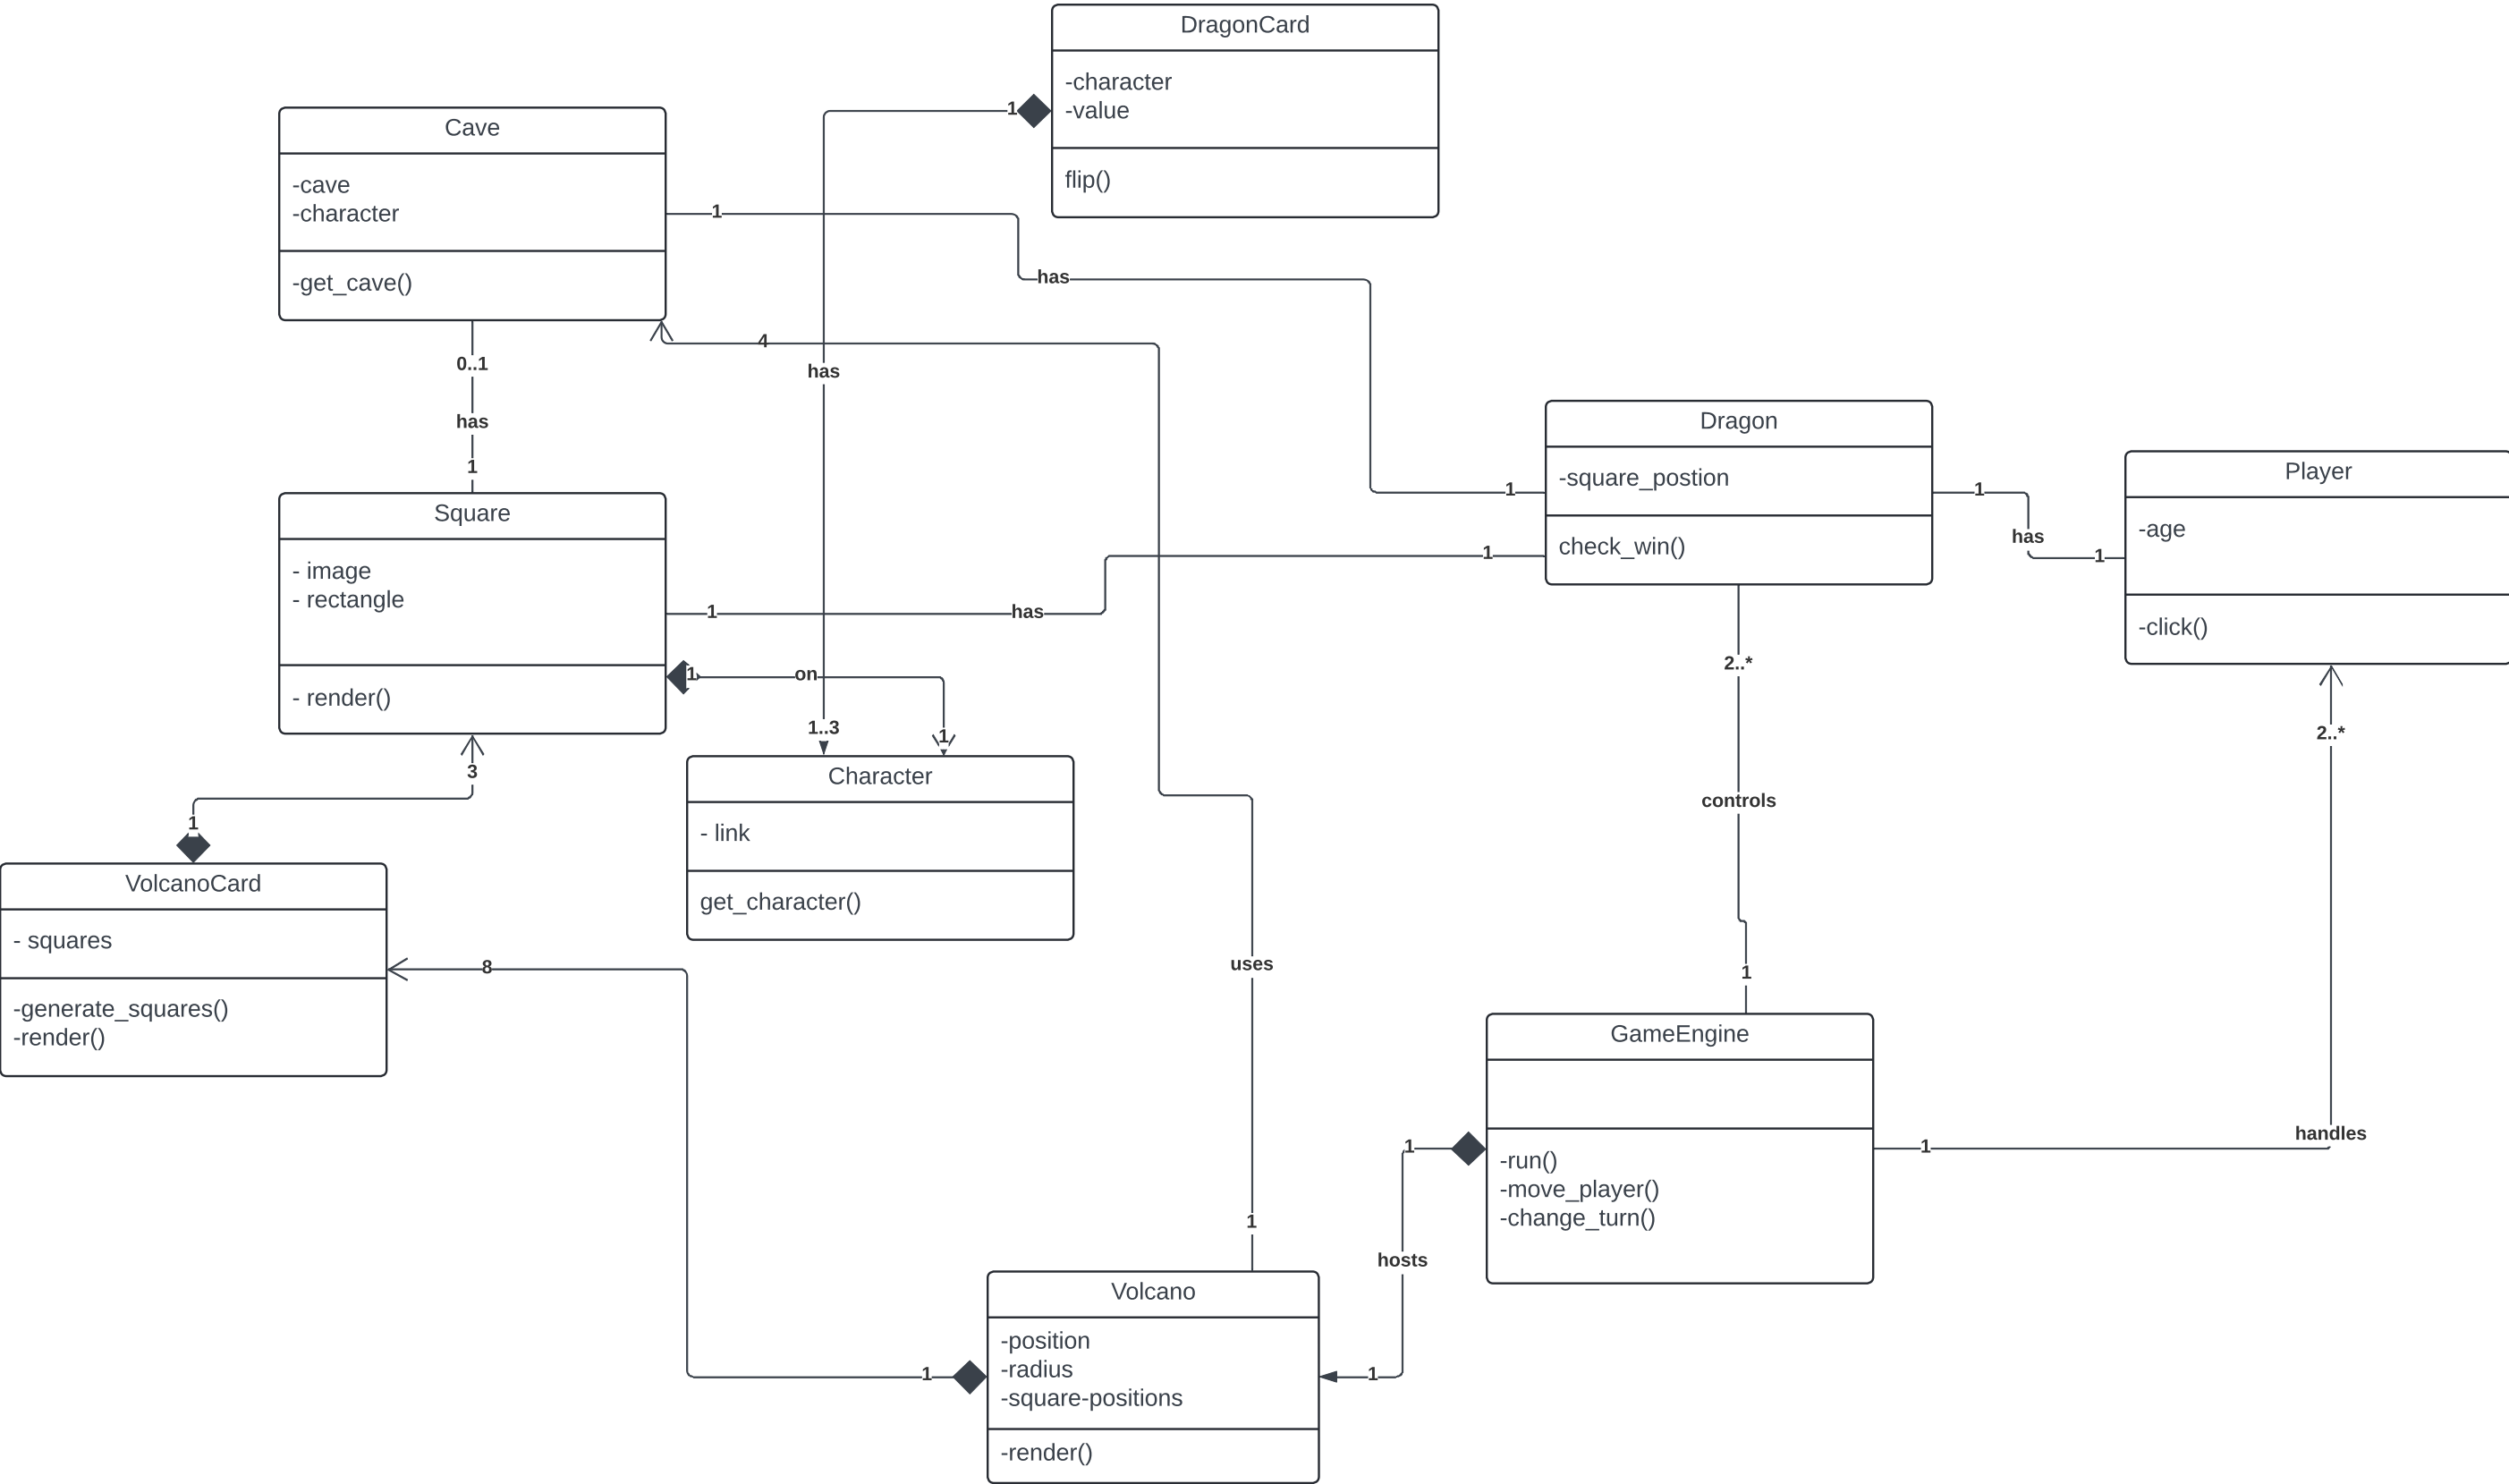 DragonCard
-character
-value
flip()
Cave
-cave
-character
-get_cave()
1
1
has
4
has
0..1
has
1
Dragon
-square_postion
check_win()
1
1
1
has
1
Player
-age
-click()
Square
- image
- rectangle
- render()
1
has
1
on
1..3
1
3
1
2..*
controls
1
2..*
Character
- link
get_character()
VolcanoCard
- squares
-generate_squares()
-render()
8
uses
1
GameEngine
-run()
-move_player()
-change_turn()
1
handles
1
hosts
1
Volcano
-position
-radius
-square-positions
-render()
1